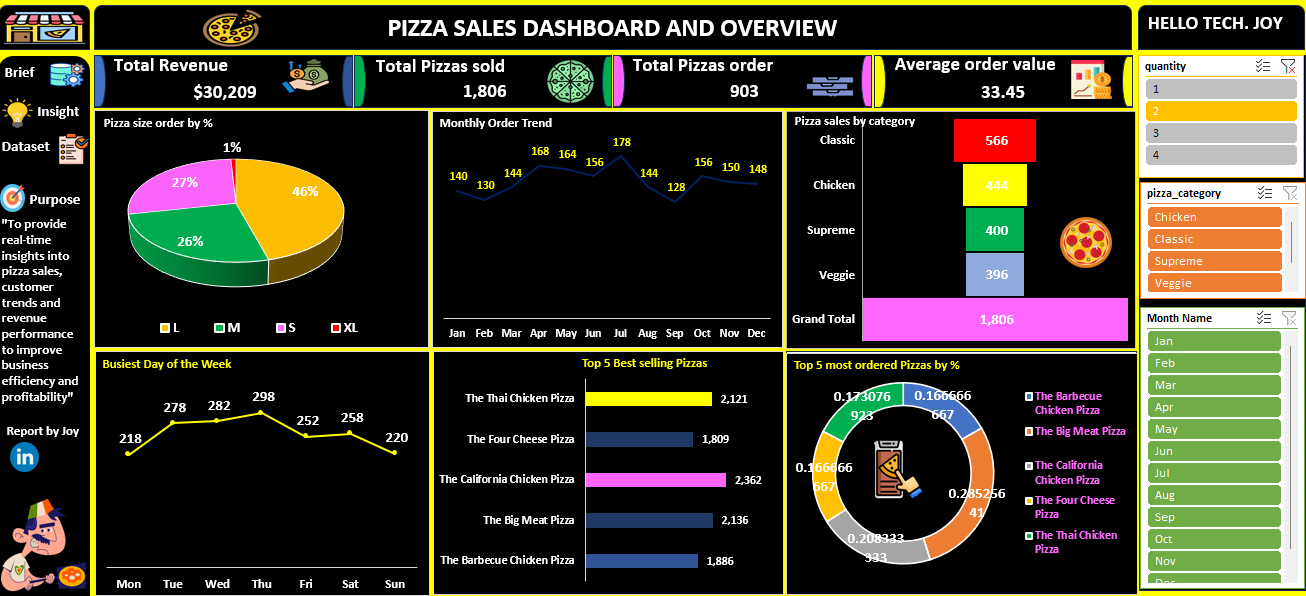 PIZZA SALES DASHBOARD AND OVERVIEW
HELLO TECH. JOY
Brief
Insight
Dataset
Purpose
"To provide
real-time
insights into
pizza sales,
customer
trends and
revenue
performance
to improve
business
efficiency and
profitability"
Report by Joy
in
Total Revenue
$30,209
Total Pizzas sold
1,806
Total Pizzas order
903
Average order value
33.45
Pizza size order by %
1%
46%
27%
26%
L M S XL
Monthly Order Trend
140 130 144 168 164 156 178 144 128 156 150 148
Jan Feb Mar Apr May Jun Jul Aug Sep Oct Nov Dec
Pizza sales by category
Classic 566
Chicken 444
Supreme 400
Veggie 396
Grand Total 1,806
Busiest Day of the Week
218 278 282 298 252 258 220
Mon Tue Wed Thu Fri Sat Sun
Top 5 Best selling Pizzas
The Thai Chicken Pizza 2,121
The Four Cheese Pizza 1,809
The California Chicken Pizza 2,362
The Big Meat Pizza 2,136
The Barbecue Chicken Pizza 1,886
Top 5 most ordered Pizzas by %
0.173076
923
0.166666
667
0.166666
667
0.285256
41
0.208333
333
The Barbecue
Chicken Pizza
The Big Meat Pizza
The California
Chicken Pizza
The Four Cheese
Pizza
The Thai Chicken
Pizza
quantity
1
2
3
4
pizza_category
Chicken
Classic
Supreme
Veggie
Month Name
Jan
Feb
Mar
Apr
May
Jun
Jul
Aug
Sep
Oct
Nov
Dec